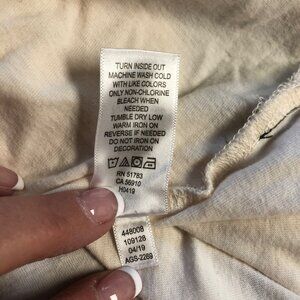 TURN INSIDE OUT
MACHINE WASH COLD
WITH LIKE COLORS
ONLY NON-CHLORINE
BLEACH WHEN
NEEDED
TUMBLE DRY LOW
WARM IRON ON
REVERSE IF NEEDED
DO NOT IRON ON
DECORATION
RN 51783
CA 56910
H0419
448008
109128
04/19
AGS-2269